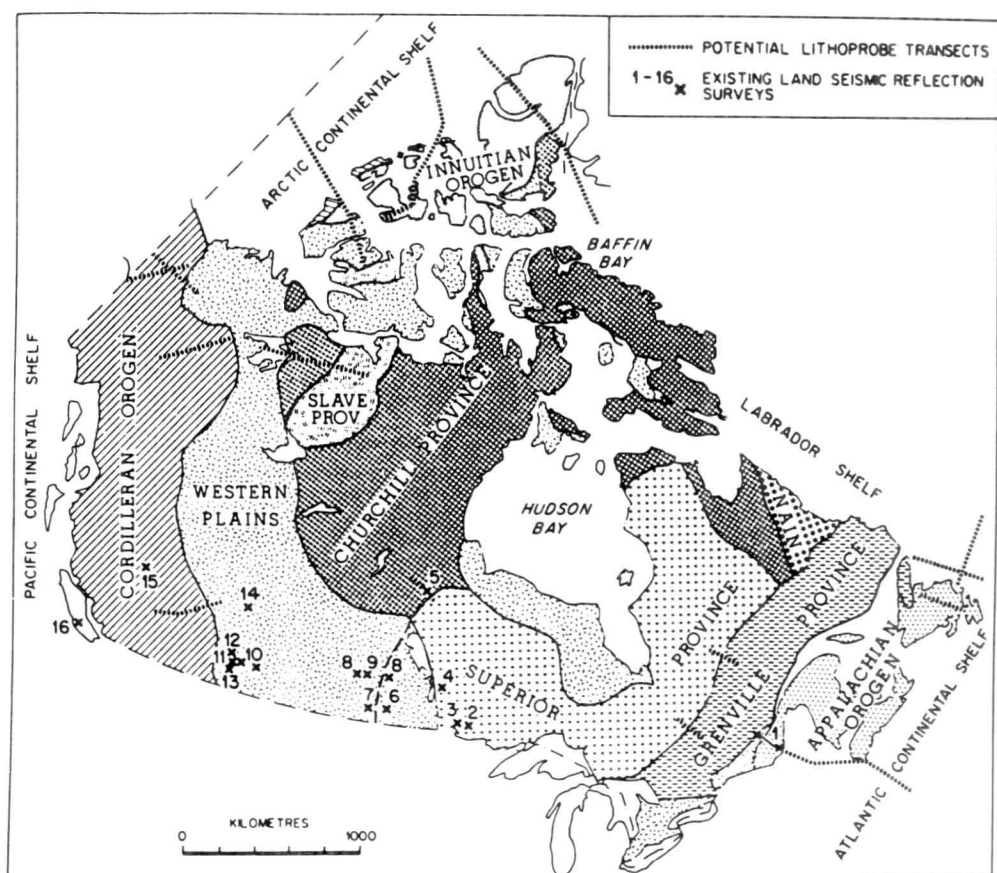 POTENTIAL LITHOPROBE TRANSECTS
1-16 x EXISTING LAND SEISMIC REFLECTION
SURVEYS
ARCTIC CONTINENTAL SHELF
INNUITIAN
OROGEN
BAFFIN
BAY
PACIFIC CONTINENTAL SHELF
CORDILLERAN OROGEN
SLAVE
PROV
CHURCHILL PROVINCE
WESTERN
PLAINS
HUDSON
BAY
LABRADOR SHELF
NAIN
SUPERIOR
PROVINCE
GRENVILLE PROVINCE
APPALACHIAN
OROGEN
ATLANTIC CONTINENTAL SHELF
15
16
14
12
11
10
13
8
9
8
7
6
5
4
3
2
1
KILOMETRES
0
1000